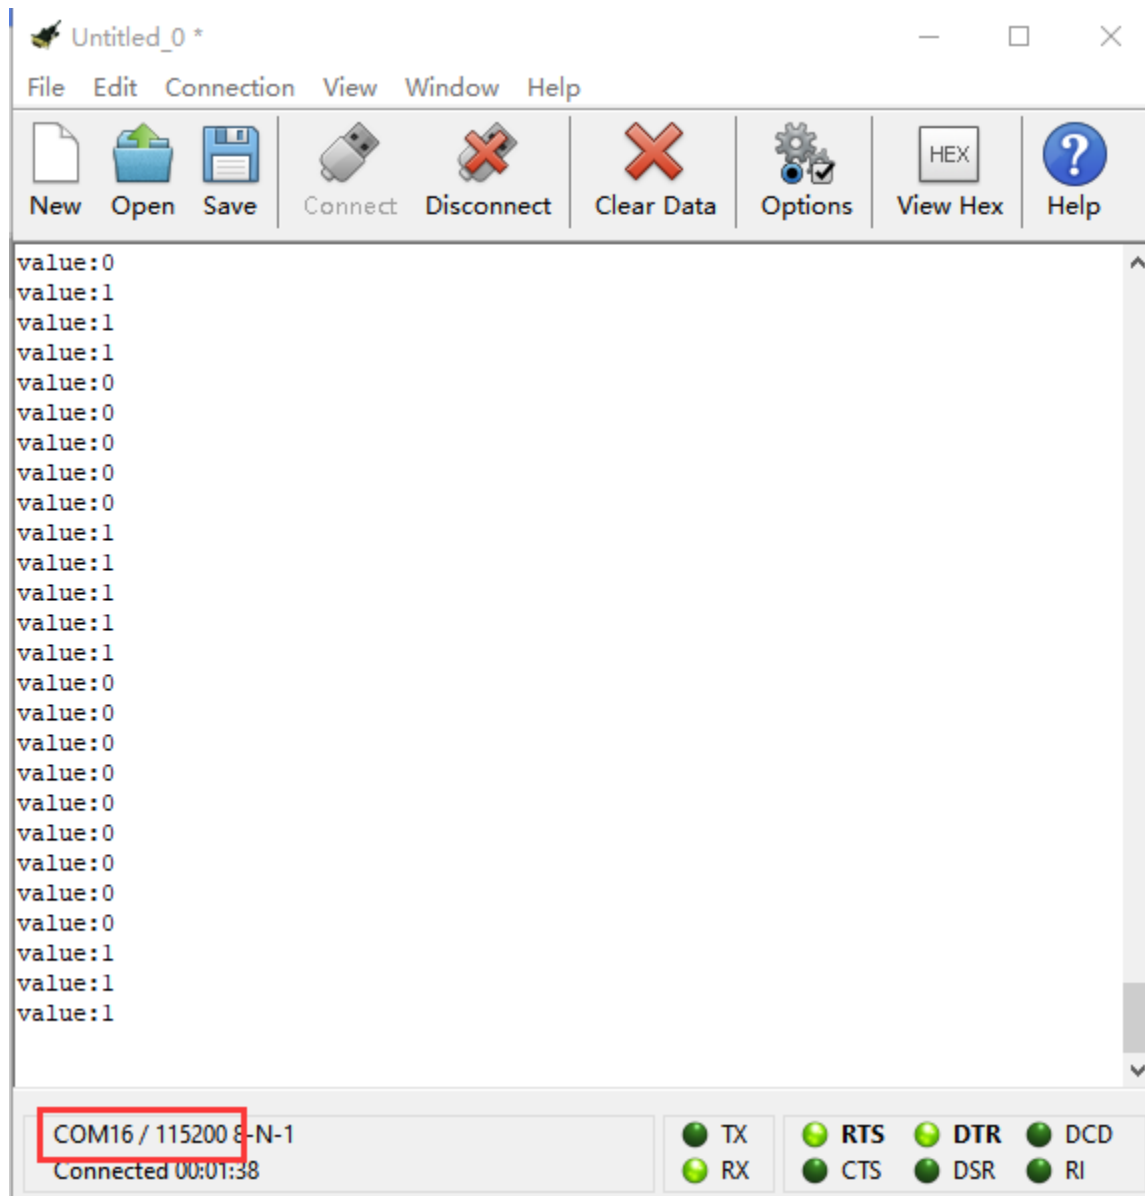 Untitled_0 *
File Edit Connection View Window Help
HEX
New Open Save Connect Disconnect Clear Data Options View Hex Help
value:0
value:1
value:1
value:1
value:0
value:0
value:0
value:0
value:0
value:1
value:1
value:1
value:1
value:1
value:0
value:0
value:0
value:0
value:0
value:0
value:0
value:0
value:0
value:1
value:1
value:1
COM16 / 115200 8-N-1
TX RTS DTR DCD
Connected 00:01:38
RX CTS DSR RI